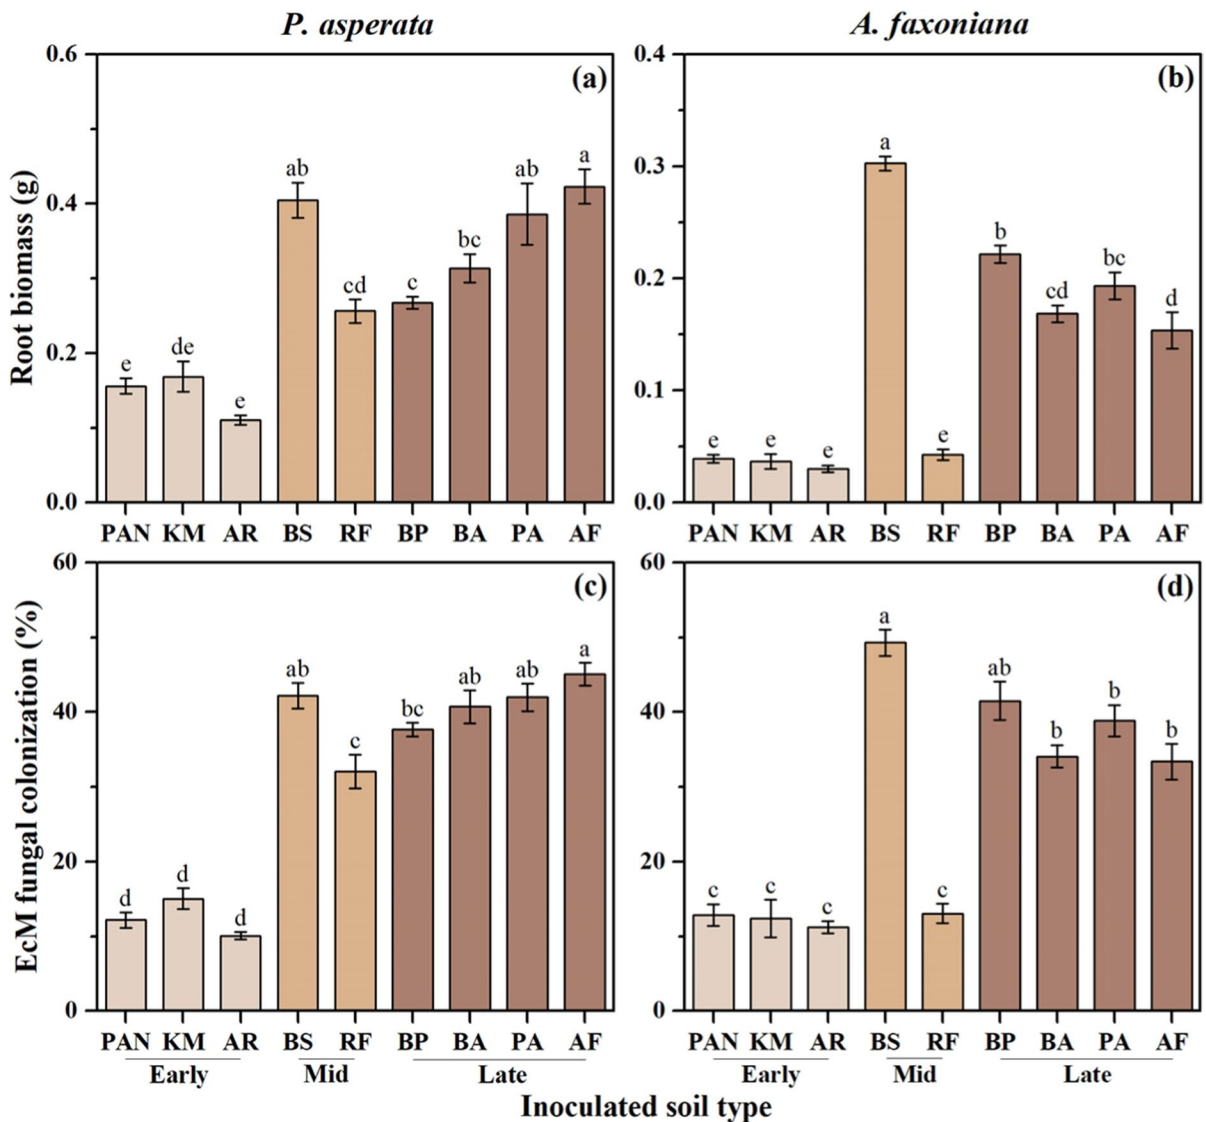 P. asperata
A. faxoniana
Root biomass (g)
(a)
0.6
0.4
0.2
0.0
e
de
e
ab
cd
c
bc
ab
a
PAN KM AR BS RF BP BA PA AF
(b)
0.4
0.3
0.2
0.1
0.0
e
e
e
a
e
b
cd
bc
d
PAN KM AR BS RF BP BA PA AF
EcM fungal colonization (%)
(c)
60
40
20
0
d
d
d
ab
c
bc
ab
ab
a
PAN KM AR BS RF BP BA PA AF
Early Mid Late
(d)
60
40
20
0
c
c
c
a
c
ab
b
b
b
PAN KM AR BS RF BP BA PA AF
Early Mid Late
Inoculated soil type